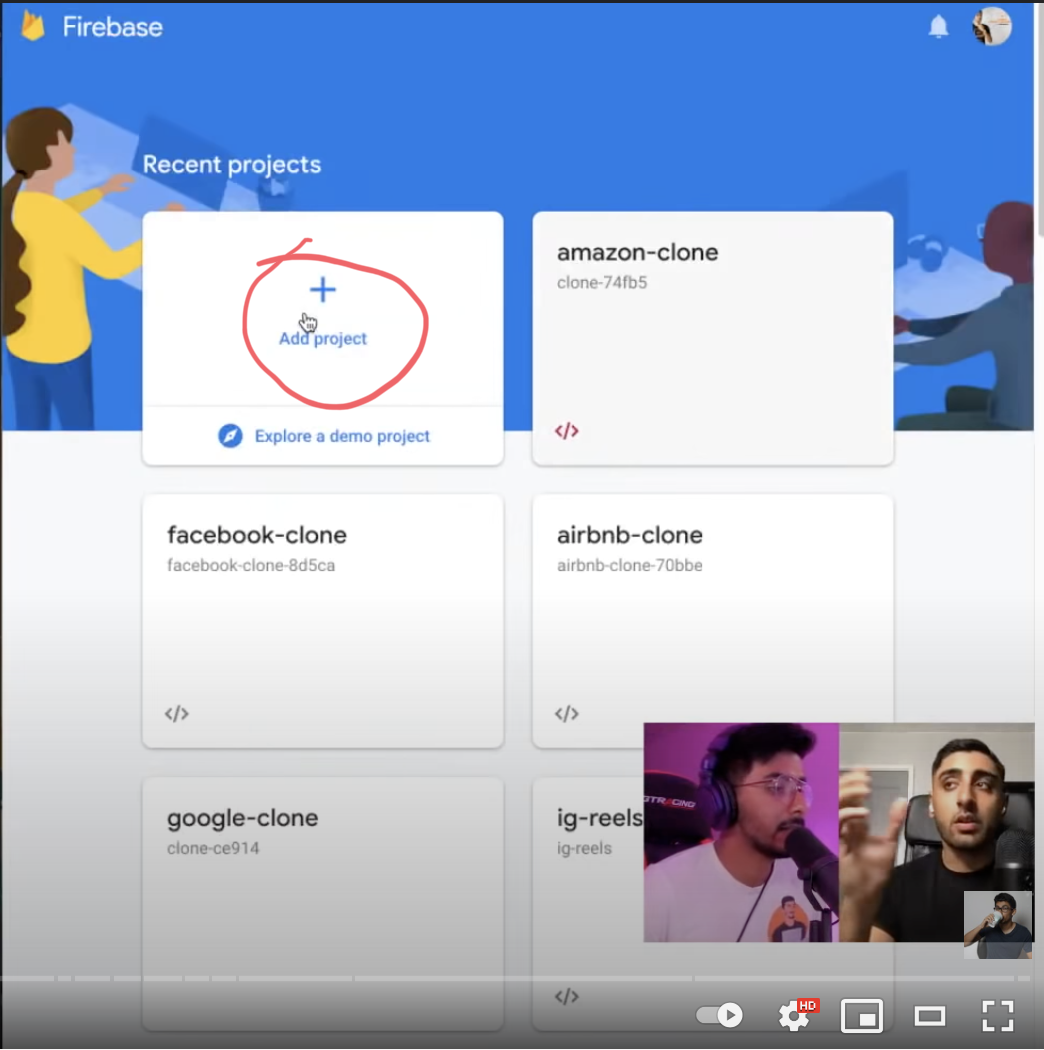 Firebase
Recent projects
Add project
Explore a demo project
amazon-clone
clone-74fb5
</>
facebook-clone
facebook-clone-8d5ca
</>
airbnb-clone
airbnb-clone-70bbe
</>
google-clone
clone-ce914
ig-reels
ig-reels
</>
GTRACING
HD